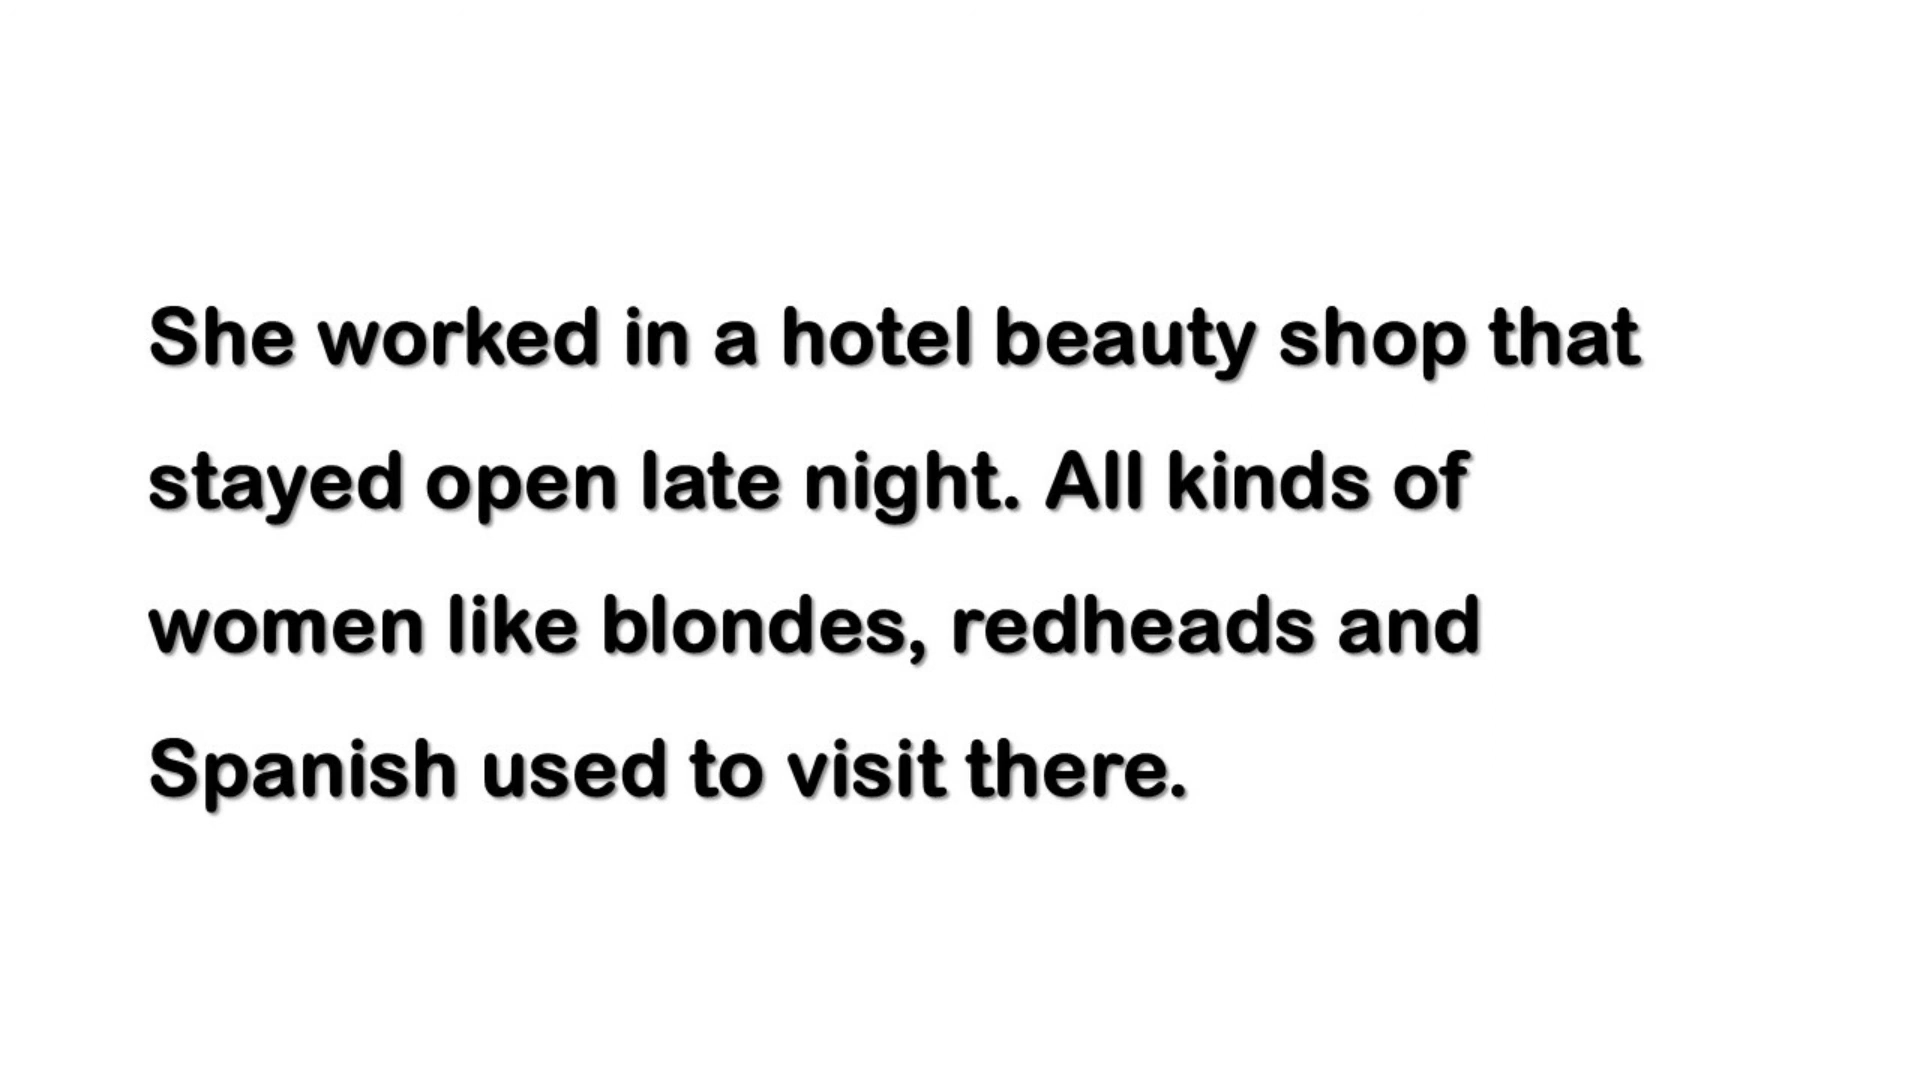 She worked in a hotel beauty shop that
stayed open late night. All kinds of
women like blondes, redheads and
Spanish used to visit there.